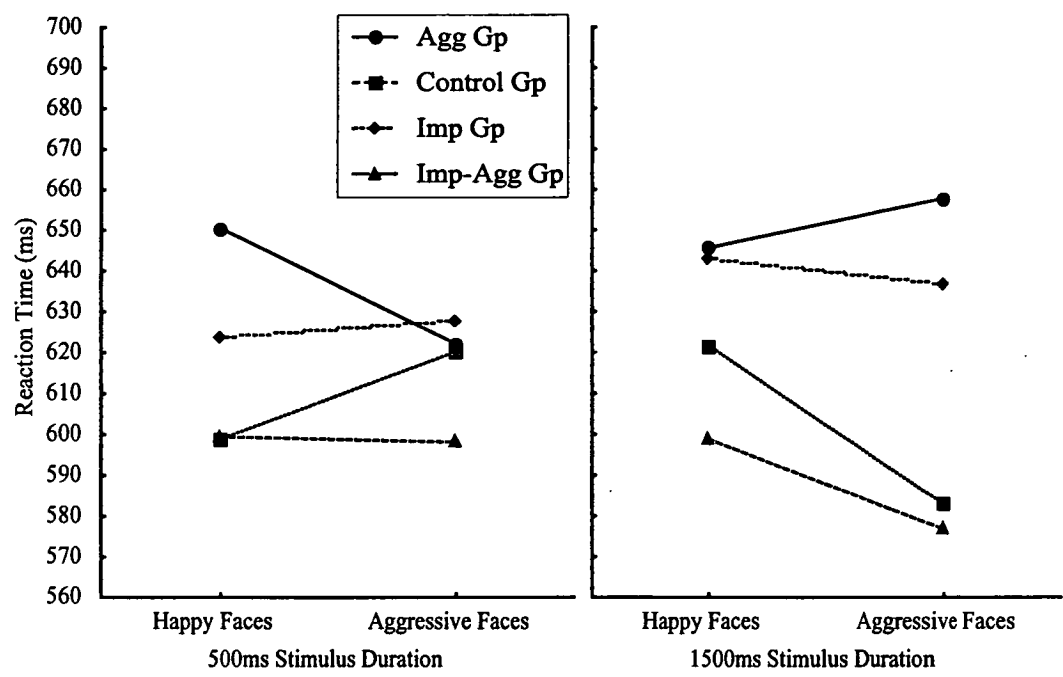 700
690
680
670
660
650
640
630
620
610
600
590
580
570
560
Reaction Time (ms)
Agg Gp
Control Gp
Imp Gp
Imp-Agg Gp
Happy Faces Aggressive Faces
500ms Stimulus Duration
Happy Faces Aggressive Faces
1500ms Stimulus Duration